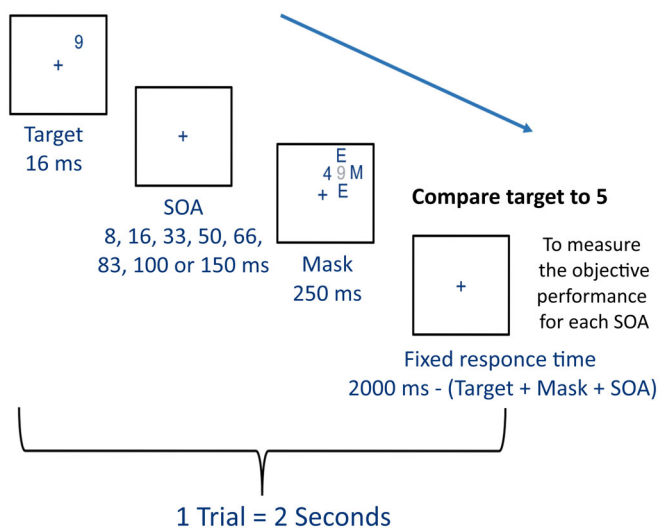 9
+
Target
16 ms
+
SOA
8, 16, 33, 50, 66,
83, 100 or 150 ms
E
4 9 M
+ E
Mask
250 ms
Compare target to 5
+
To measure
the objective
performance
for each SOA
Fixed responce time
2000 ms - (Target + Mask + SOA)
1 Trial = 2 Seconds